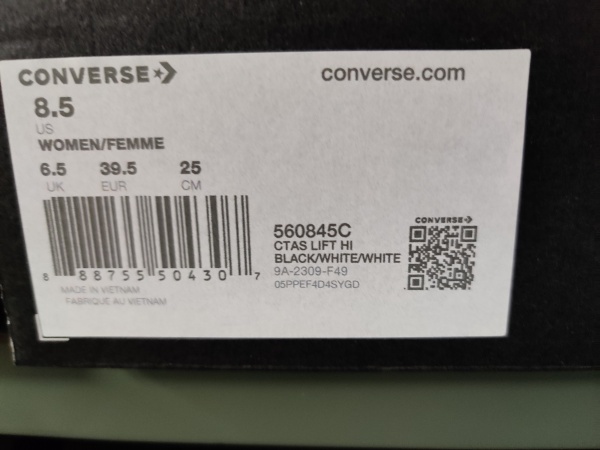 CONVERSE
converse.com
8.5
US
WOMEN/FEMME
6.5 39.5 25
UK EUR CM
8 88755 50430 7
MADE IN VIETNAM
FABRIQUE AU VIETNAM
560845C
CTAS LIFT HI
BLACK/WHITE/WHITE
9A-2309-F49
05PPEF4D4SYGD
CONVERSE